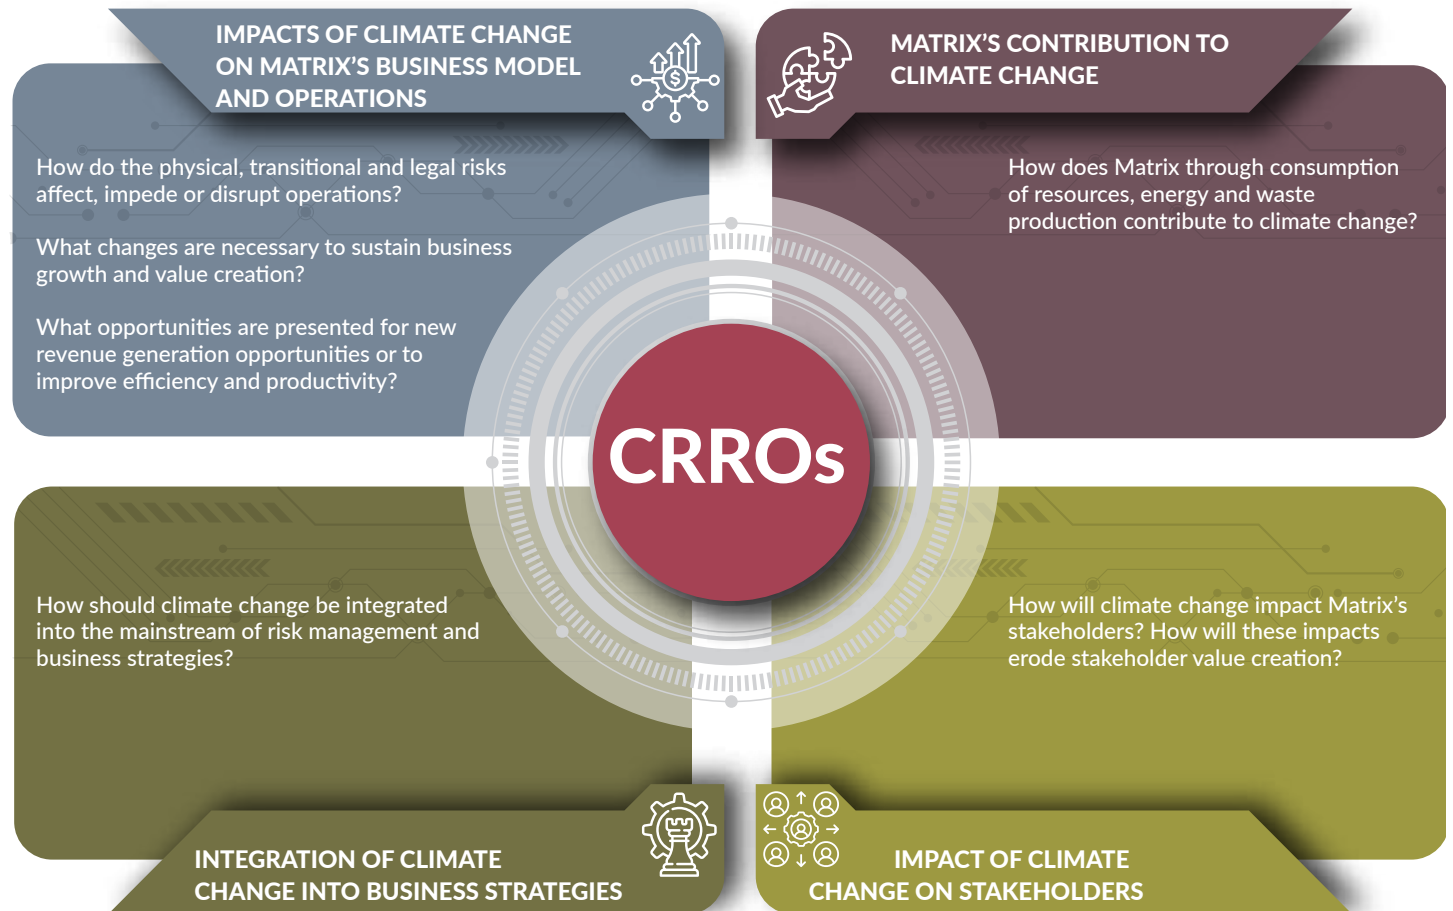 IMPACTS OF CLIMATE CHANGE
ON MATRIX’S BUSINESS MODEL
AND OPERATIONS
How do the physical, transitional and legal risks
affect, impede or disrupt operations?
What changes are necessary to sustain business
growth and value creation?
What opportunities are presented for new
revenue generation opportunities or to
improve efficiency and productivity?
MATRIX’S CONTRIBUTION TO
CLIMATE CHANGE
How does Matrix through consumption
of resources, energy and waste
production contribute to climate change?
CRROs
How should climate change be integrated
into the mainstream of risk management and
business strategies?
INTEGRATION OF CLIMATE
CHANGE INTO BUSINESS STRATEGIES
How will climate change impact Matrix’s
stakeholders? How will these impacts
erode stakeholder value creation?
IMPACT OF CLIMATE
CHANGE ON STAKEHOLDERS